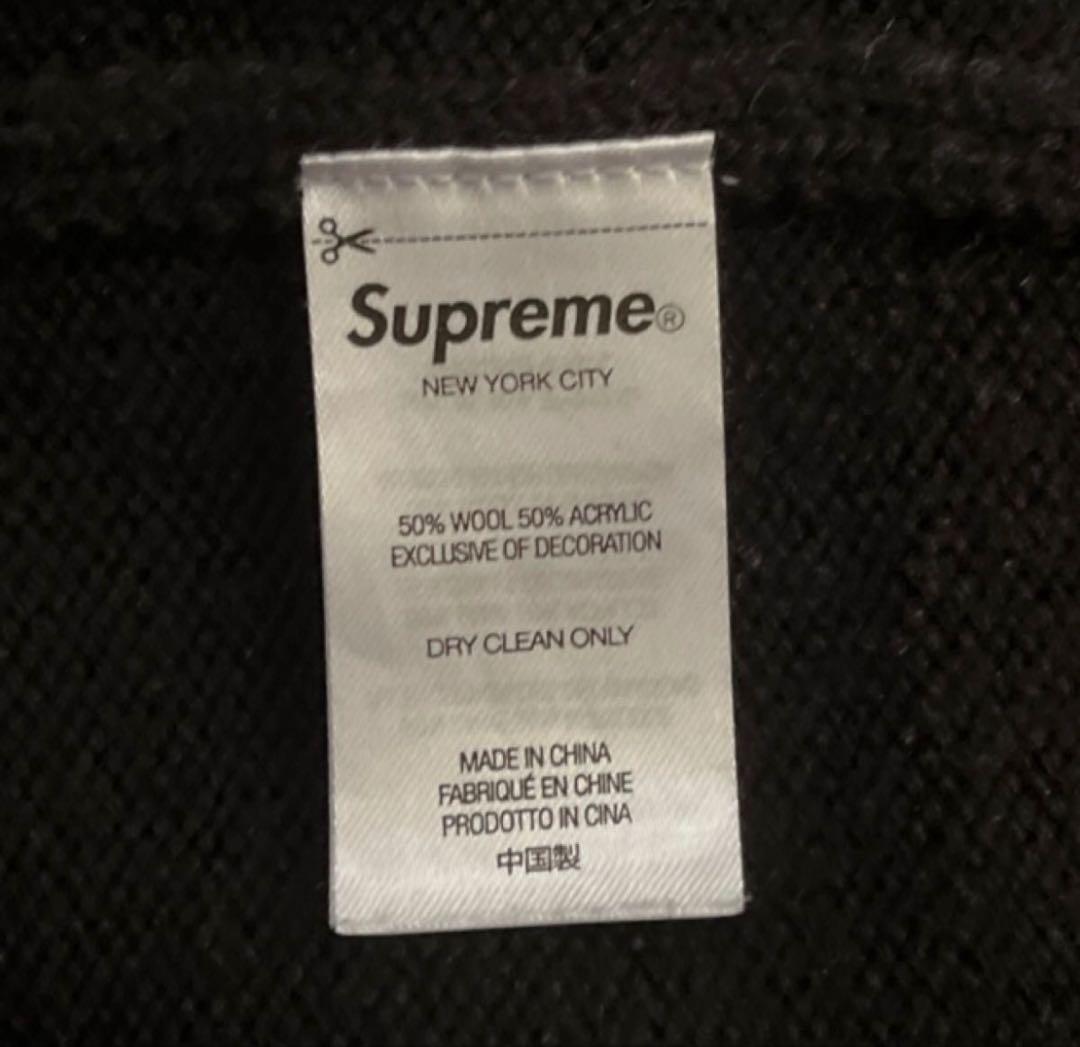 Supreme®
NEW YORK CITY
50% WOOL 50% ACRYLIC
EXCLUSIVE OF DECORATION
DRY CLEAN ONLY
MADE IN CHINA
FABRIQUÉ EN CHINE
PRODOTTO IN CINA
中国製